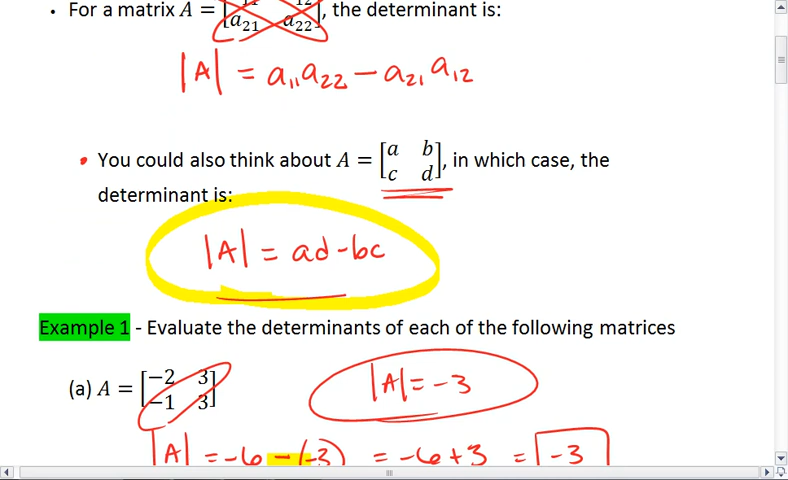 • For a matrix A = [a₁₁ a₁₂ a₂₁ a₂₂], the determinant is:
|A| = a₁₁a₂₂ − a₂₁a₁₂
• You could also think about A = [a b c d], in which case, the
determinant is:
|A| = ad-bc
Example 1 - Evaluate the determinants of each of the following matrices
(a) A = [−2 3 −1 3]
|A| = -3
|A| = -6 - (-3) = -6+3 = -3